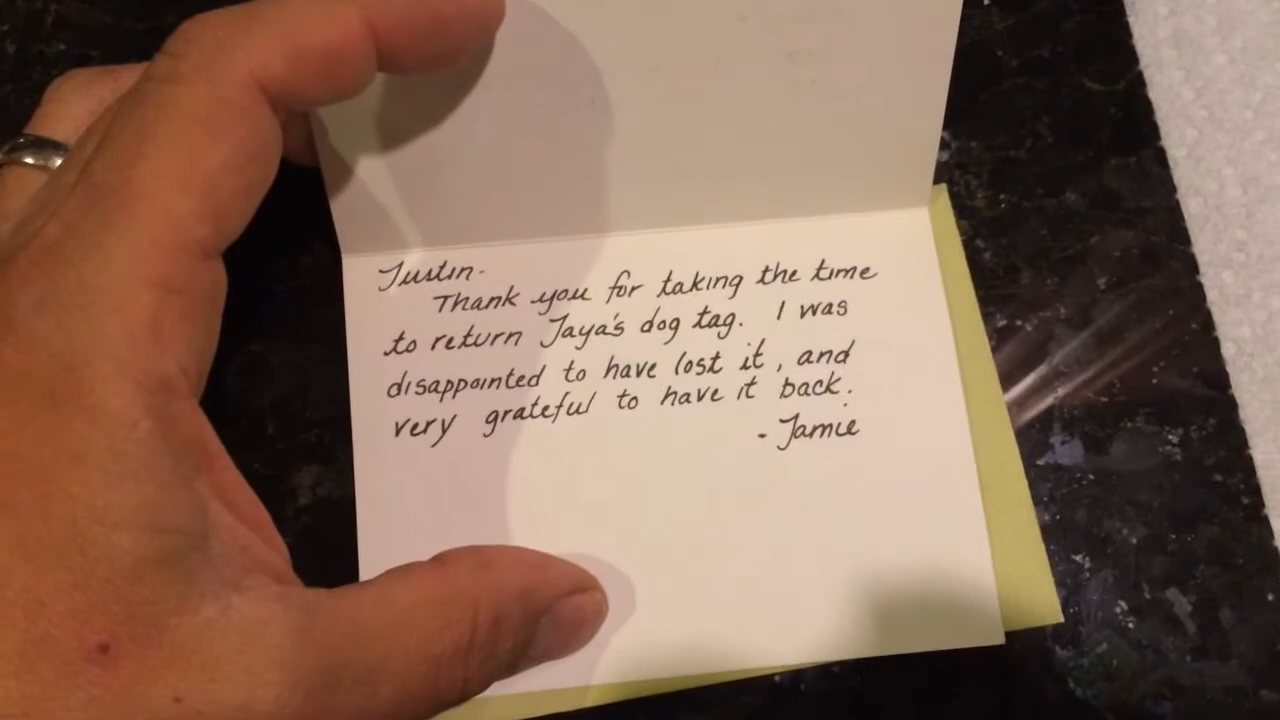 Justin-
Thank you for taking the time
to return Jaya's dog tag. I was
disappointed to have lost it, and
very grateful to have it back.
- Jamie